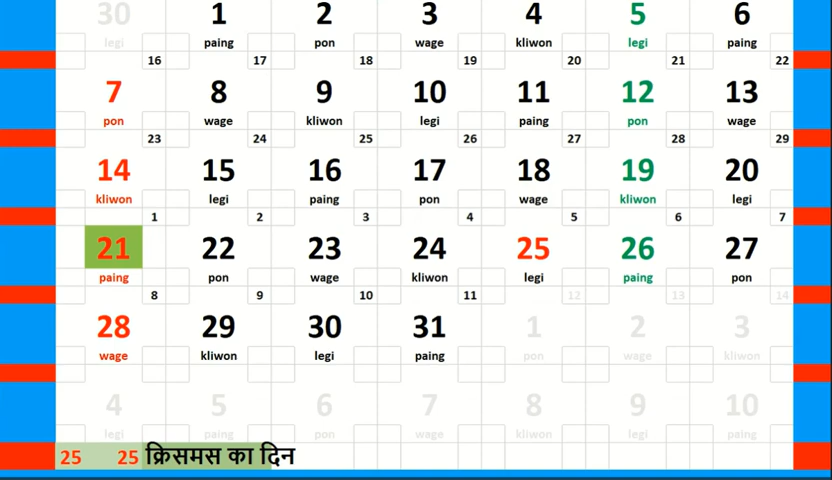 30 1 2 3 4 5 6
legi paing pon wage kliwon legi paing
16 17 18 19 20 21 22
7 8 9 10 11 12 13
pon wage kliwon legi paing pon wage
23 24 25 26 27 28 29
14 15 16 17 18 19 20
kliwon legi paing pon wage kliwon legi
1 2 3 4 5 6 7
21 22 23 24 25 26 27
paing pon wage kliwon legi paing pon
8 9 10 11 12 13 14
28 29 30 31 1 2 3
wage kliwon legi paing pon wage kliwon
4 5 6 7 8 9 10
legi paing pon wage kliwon legi paing
25 25 क्रिसमस का दिन